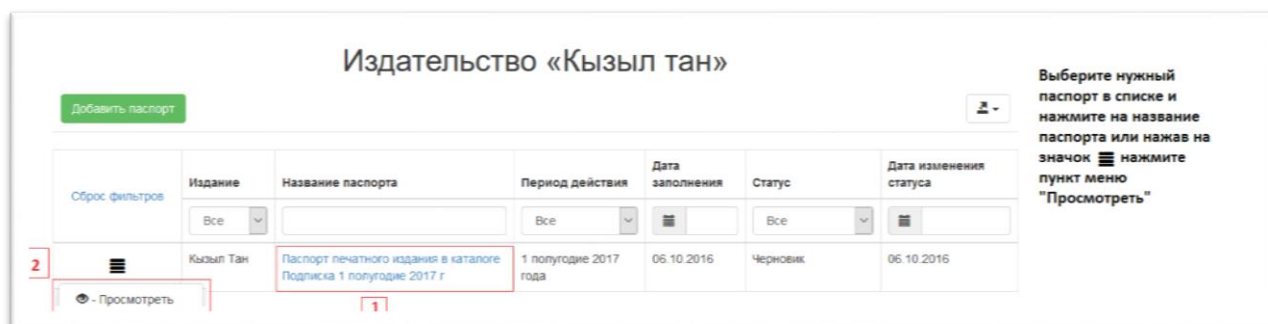 Издательство «Кызыл тан»
Добавить паспорт
Выберите нужный
паспорт в списке и
нажмите на название
паспорта или нажав на
значок нажмите
пункт меню
"Просмотреть"
Сброс фильтров
Издание
Название паспорта
Период действия
Дата
заполнения
Статус
Дата изменения
статуса
Все
Все
Все
2
Кызыл Тан
Паспорт печатного издания в каталоге
Подписка 1 полугодие 2017 г
1 полугодие 2017
года
06.10.2016
Черновик
06.10.2016
- Просмотреть
1